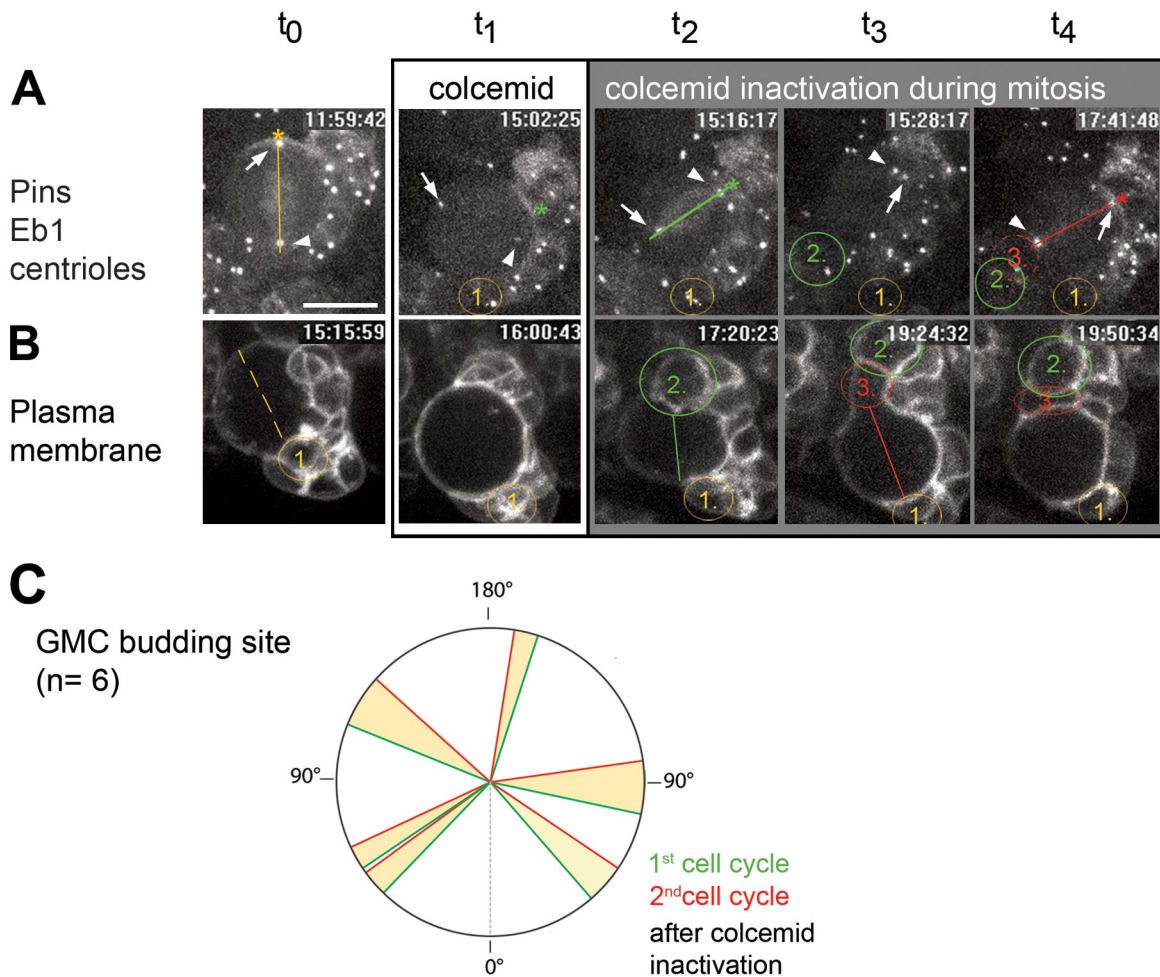 t0 t1 t2 t3 t4
A
colcemid
colcemid inactivation during mitosis
11:59:42
15:02:25
15:16:17
15:28:17
17:41:48
Pins
Eb1
centrioles
*
*
*
*
1.
1.
2.
1.
3.
2.
1.
B
15:15:59
16:00:43
17:20:23
19:24:32
19:50:34
Plasma
membrane
1.
1.
2.
1.
2.
3.
1.
2.
3.
1.
C
GMC budding site
(n= 6)
180°
90°
90°
0°
1st cell cycle
2nd cell cycle
after colcemid
inactivation